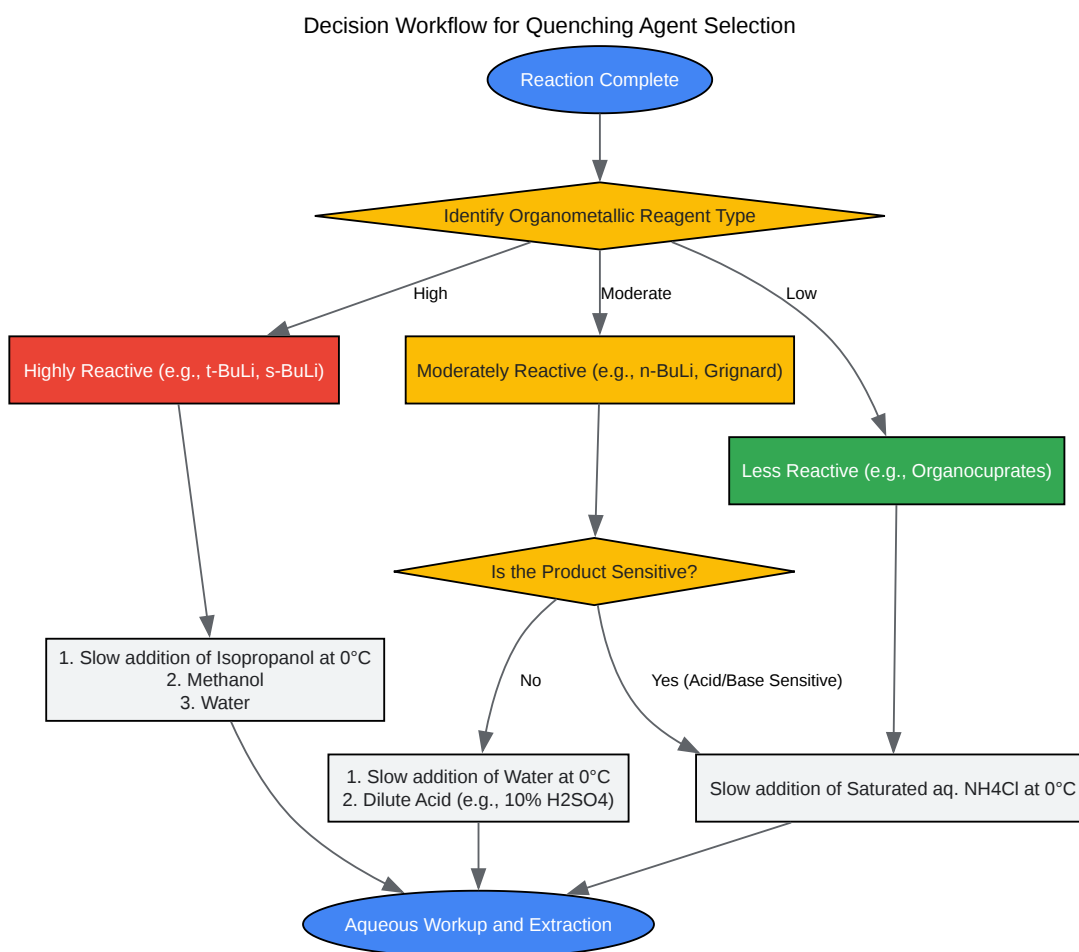 Decision Workflow for Quenching Agent Selection
Reaction Complete
Identify Organometallic Reagent Type
High
Moderate
Low
Highly Reactive (e.g., t-BuLi, s-BuLi)
Moderately Reactive (e.g., n-BuLi, Grignard)
Less Reactive (e.g., Organocuprates)
Is the Product Sensitive?
No
Yes (Acid/Base Sensitive)
1. Slow addition of Isopropanol at 0°C
2. Methanol
3. Water
1. Slow addition of Water at 0°C
2. Dilute Acid (e.g., 10% H2SO4)
Slow addition of Saturated aq. NH4Cl at 0°C
Aqueous Workup and Extraction